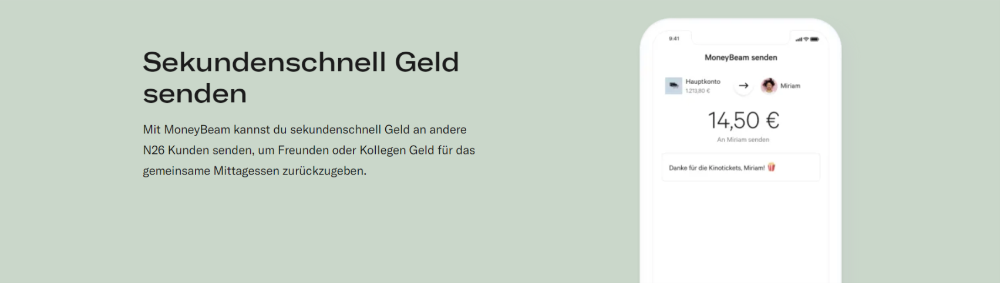 Sekundenschnell Geld
senden
Mit MoneyBeam kannst du sekundenschnell Geld an andere
N26 Kunden senden, um Freunden oder Kollegen Geld für das
gemeinsame Mittagessen zurückzugeben.
9:41
MoneyBeam senden
Hauptkonto
1.213,80 €
Miriam
14,50 €
An Miriam senden
Danke für die Kinotickets, Miriam! 🍿